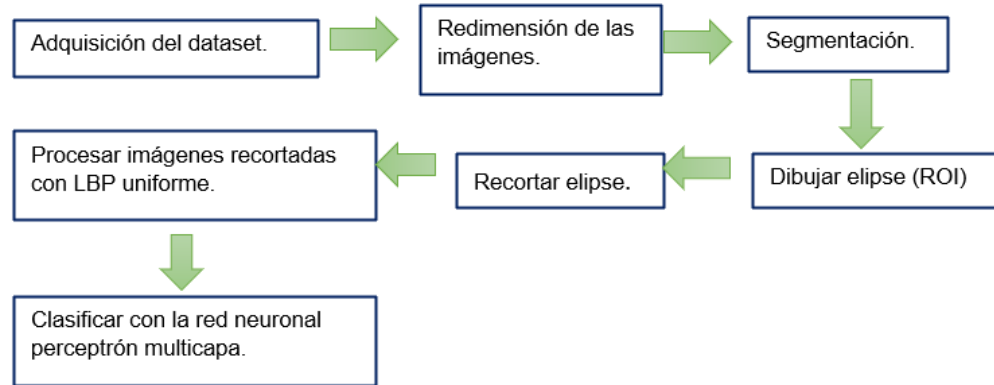 Adquisición del dataset.
Redimensión de las
imágenes.
Segmentación.
Dibujar elipse (ROI)
Recortar elipse.
Procesar imágenes recortadas
con LBP uniforme.
Clasificar con la red neuronal
perceptrón multicapa.